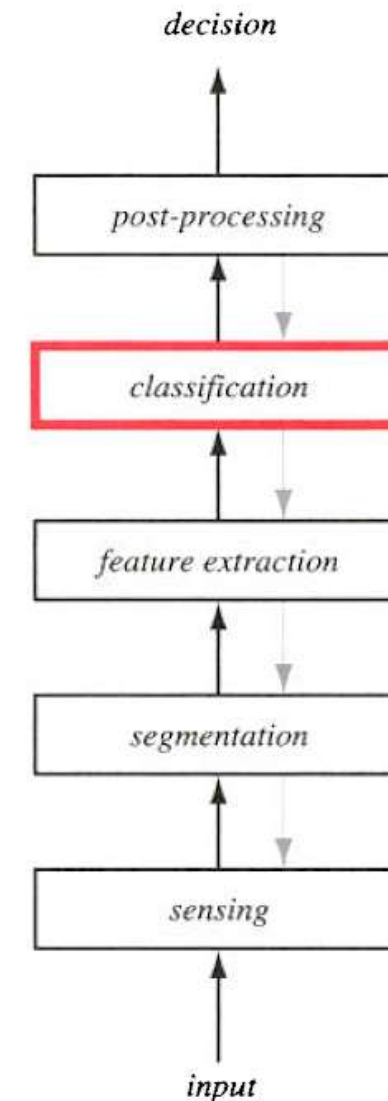 decision
post-processing
classification
feature extraction
segmentation
sensing
input